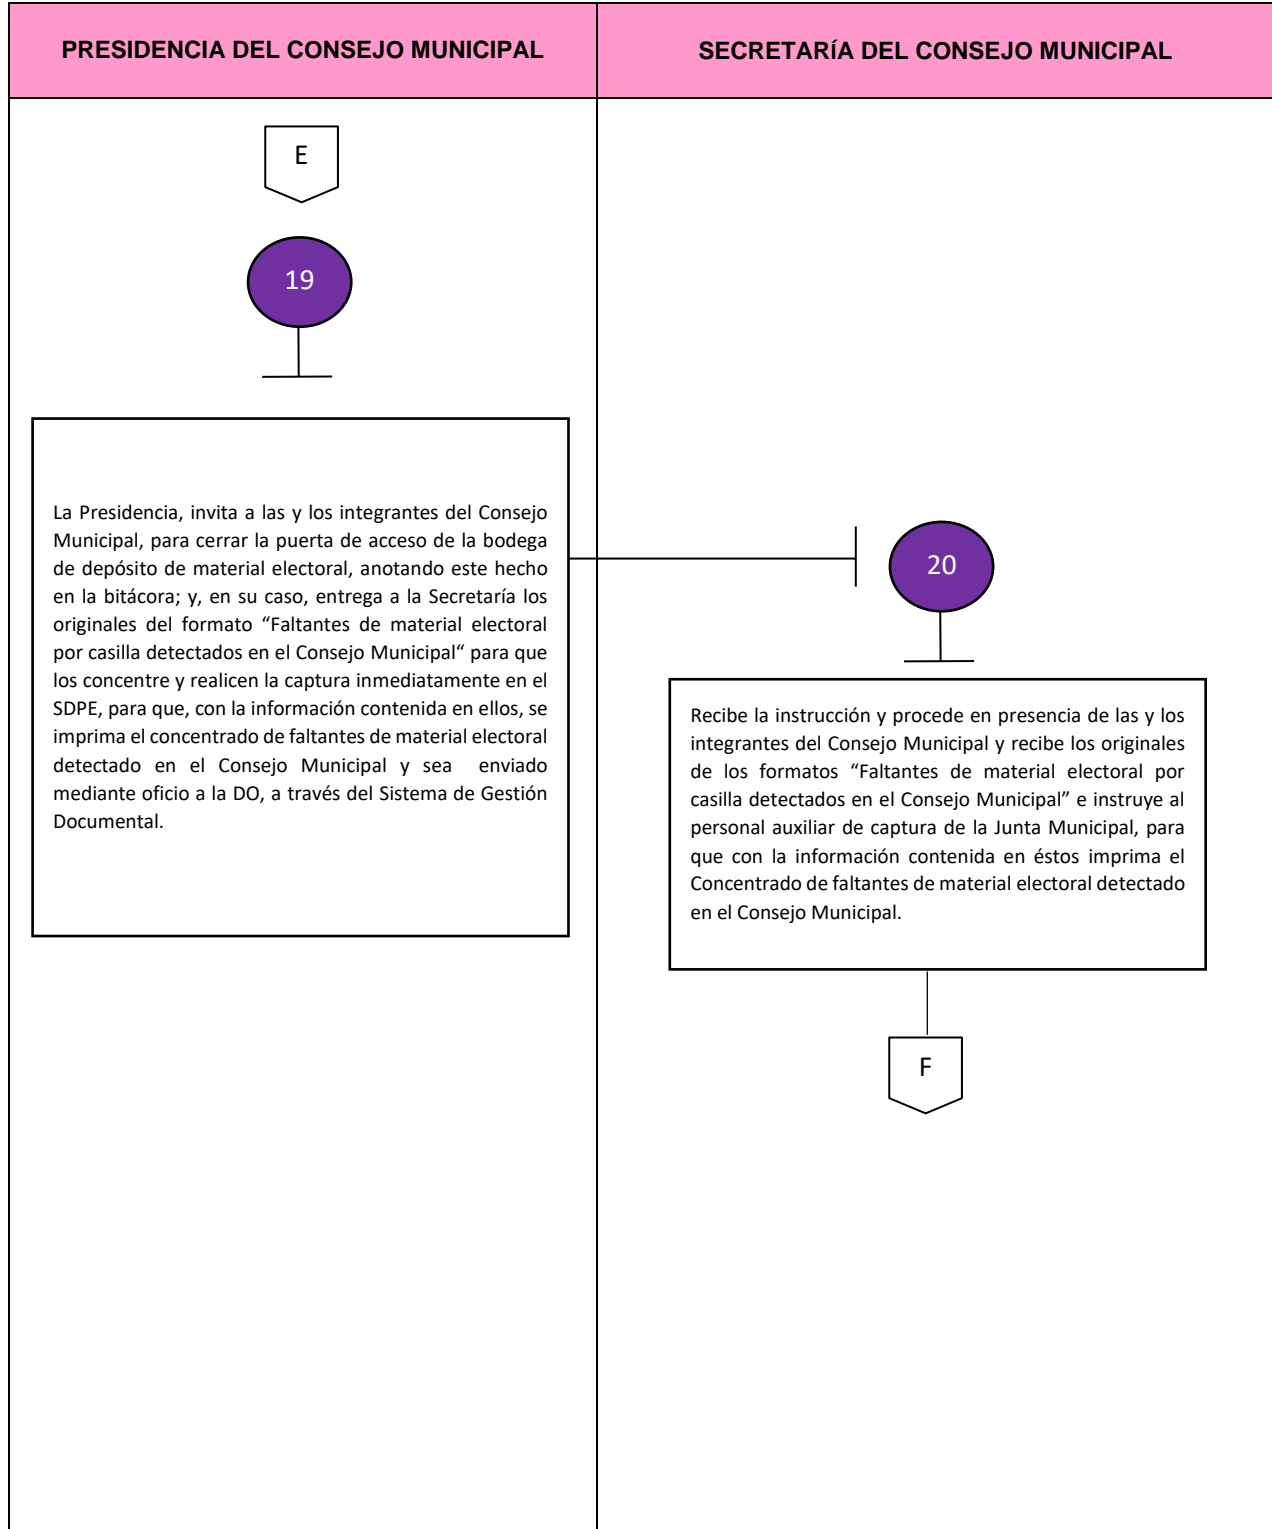 PRESIDENCIA DEL CONSEJO MUNICIPAL
SECRETARÍA DEL CONSEJO MUNICIPAL
E
19
La Presidencia, invita a las y los integrantes del Consejo
Municipal, para cerrar la puerta de acceso de la bodega
de depósito de material electoral, anotando este hecho
en la bitácora; y, en su caso, entrega a la Secretaría los
originales del formato “Faltantes de material electoral
por casilla detectados en el Consejo Municipal“ para que
los concentre y realicen la captura inmediatamente en el
SDPE, para que, con la información contenida en ellos, se
imprima el concentrado de faltantes de material electoral
detectado en el Consejo Municipal y sea enviado
mediante oficio a la DO, a través del Sistema de Gestión
Documental.
20
Recibe la instrucción y procede en presencia de las y los
integrantes del Consejo Municipal y recibe los originales
de los formatos “Faltantes de material electoral por
casilla detectados en el Consejo Municipal” e instruye al
personal auxiliar de captura de la Junta Municipal, para
que con la información contenida en éstos imprima el
Concentrado de faltantes de material electoral detectado
en el Consejo Municipal.
F